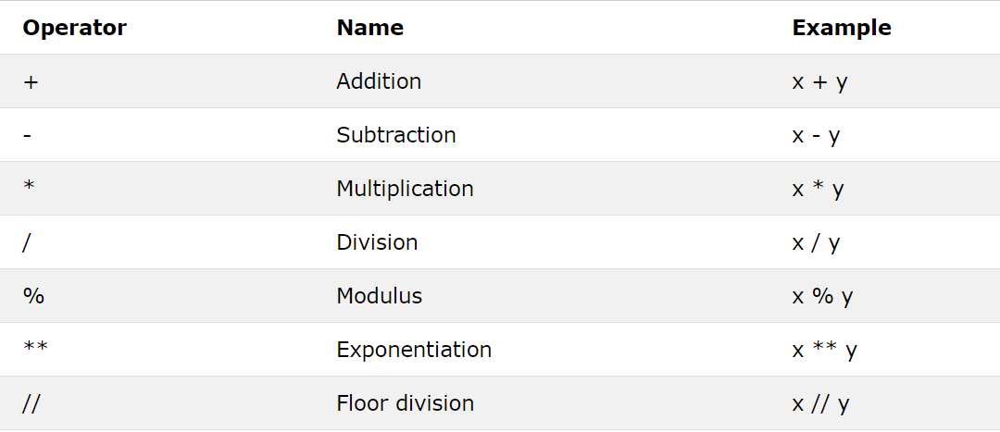 Operator Name Example
+ Addition x + y
- Subtraction x - y
* Multiplication x * y
/ Division x / y
% Modulus x % y
** Exponentiation x ** y
// Floor division x // y